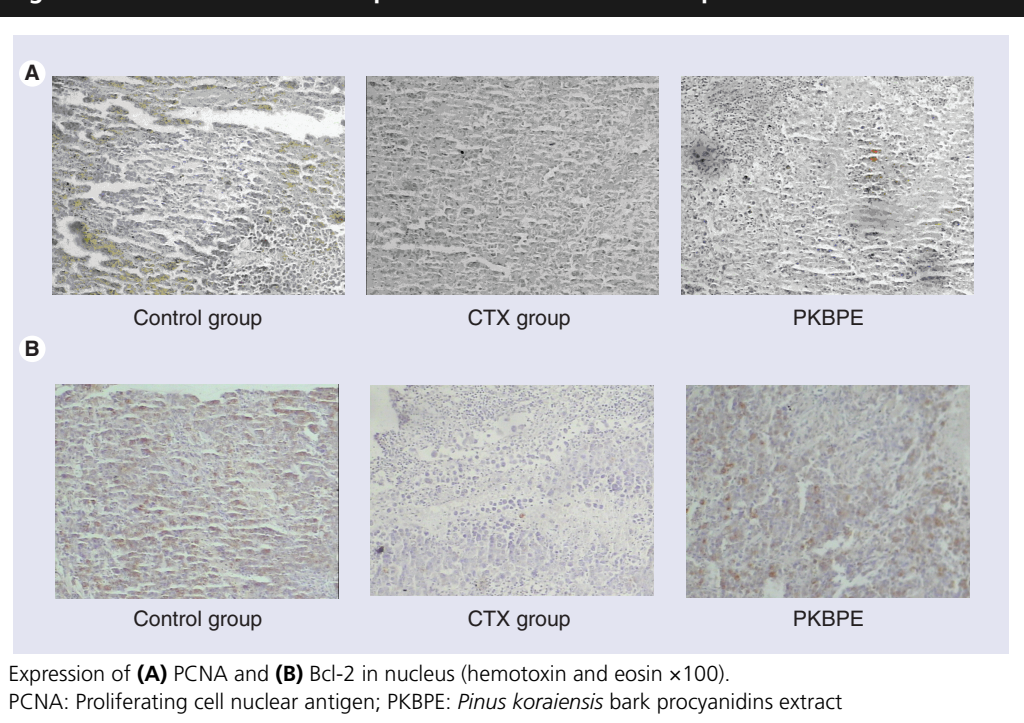 A
Control group CTX group PKBPE
B
Control group CTX group PKBPE
Expression of (A) PCNA and (B) Bcl-2 in nucleus (hemotoxin and eosin ×100).
PCNA: Proliferating cell nuclear antigen; PKBPE: Pinus koraiensis bark procyanidins extract